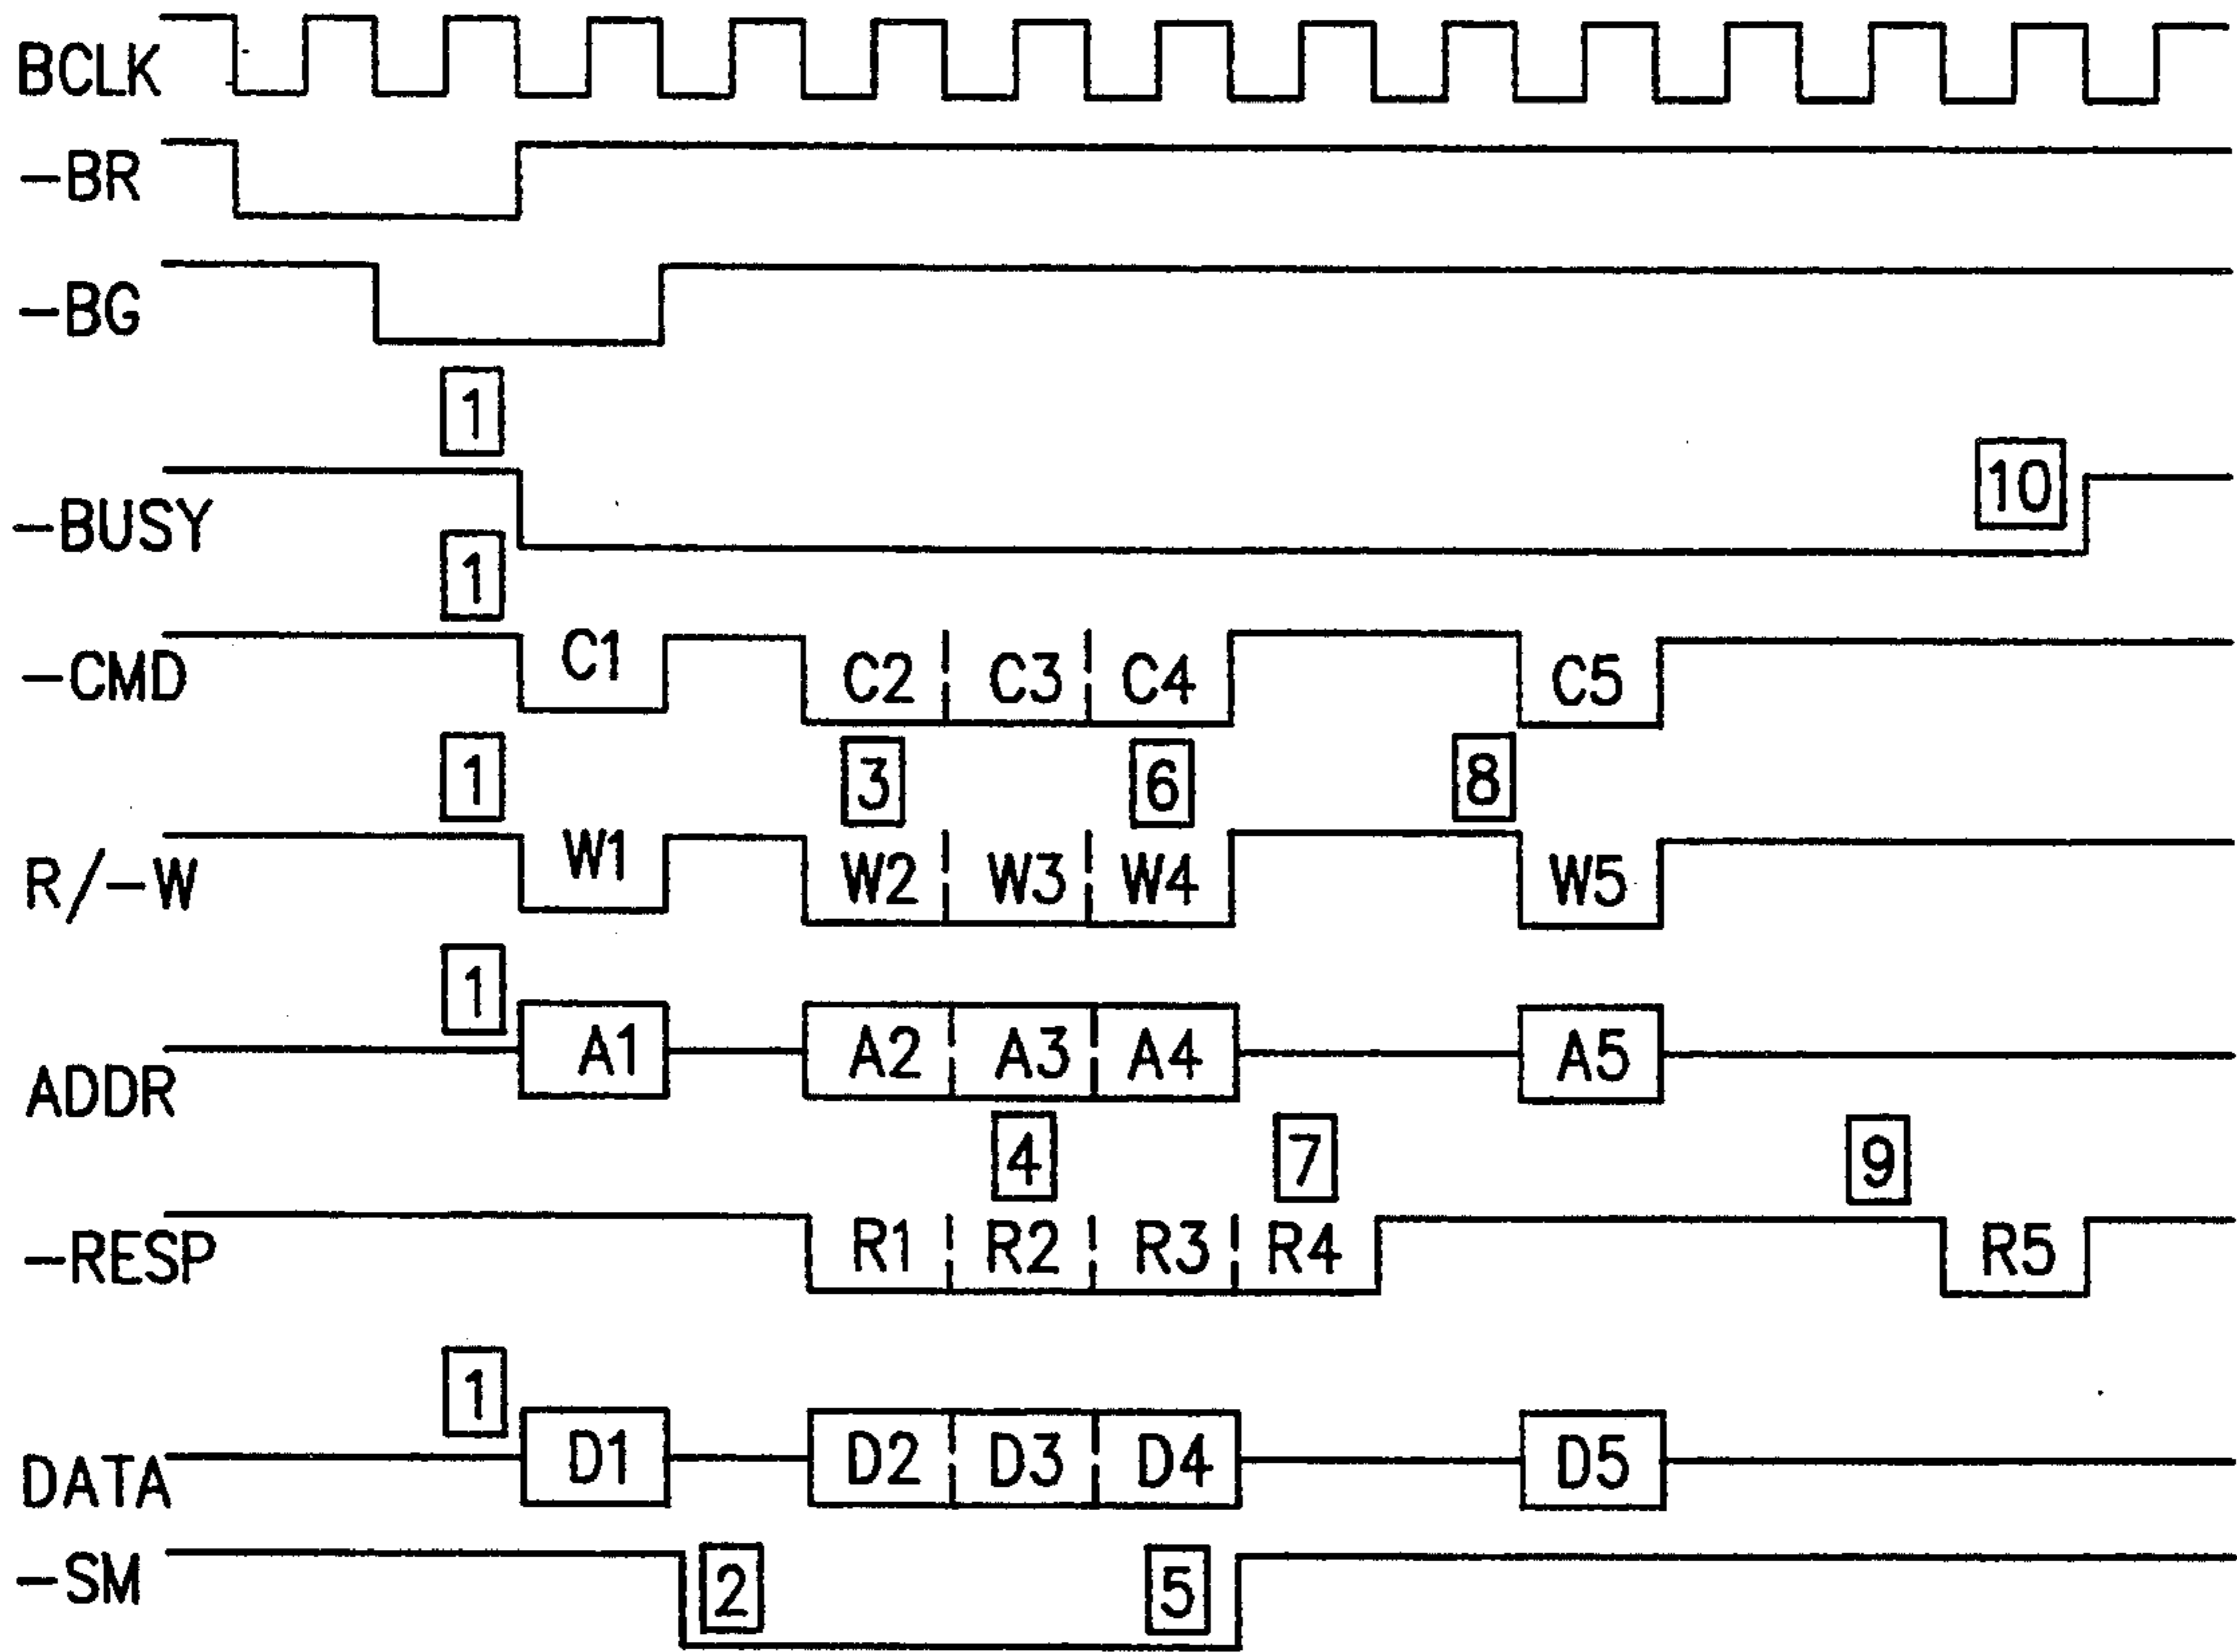 BCLK
-BR
-BG
1
-BUSY
10
1
-CMD
C1
C2
C3
C4
C5
1
3
6
8
R/-W
W1
W2
W3
W4
W5
1
ADDR
A1
A2
A3
A4
A5
4
7
9
-RESP
R1
R2
R3
R4
R5
1
DATA
D1
D2
D3
D4
D5
-SM
2
5